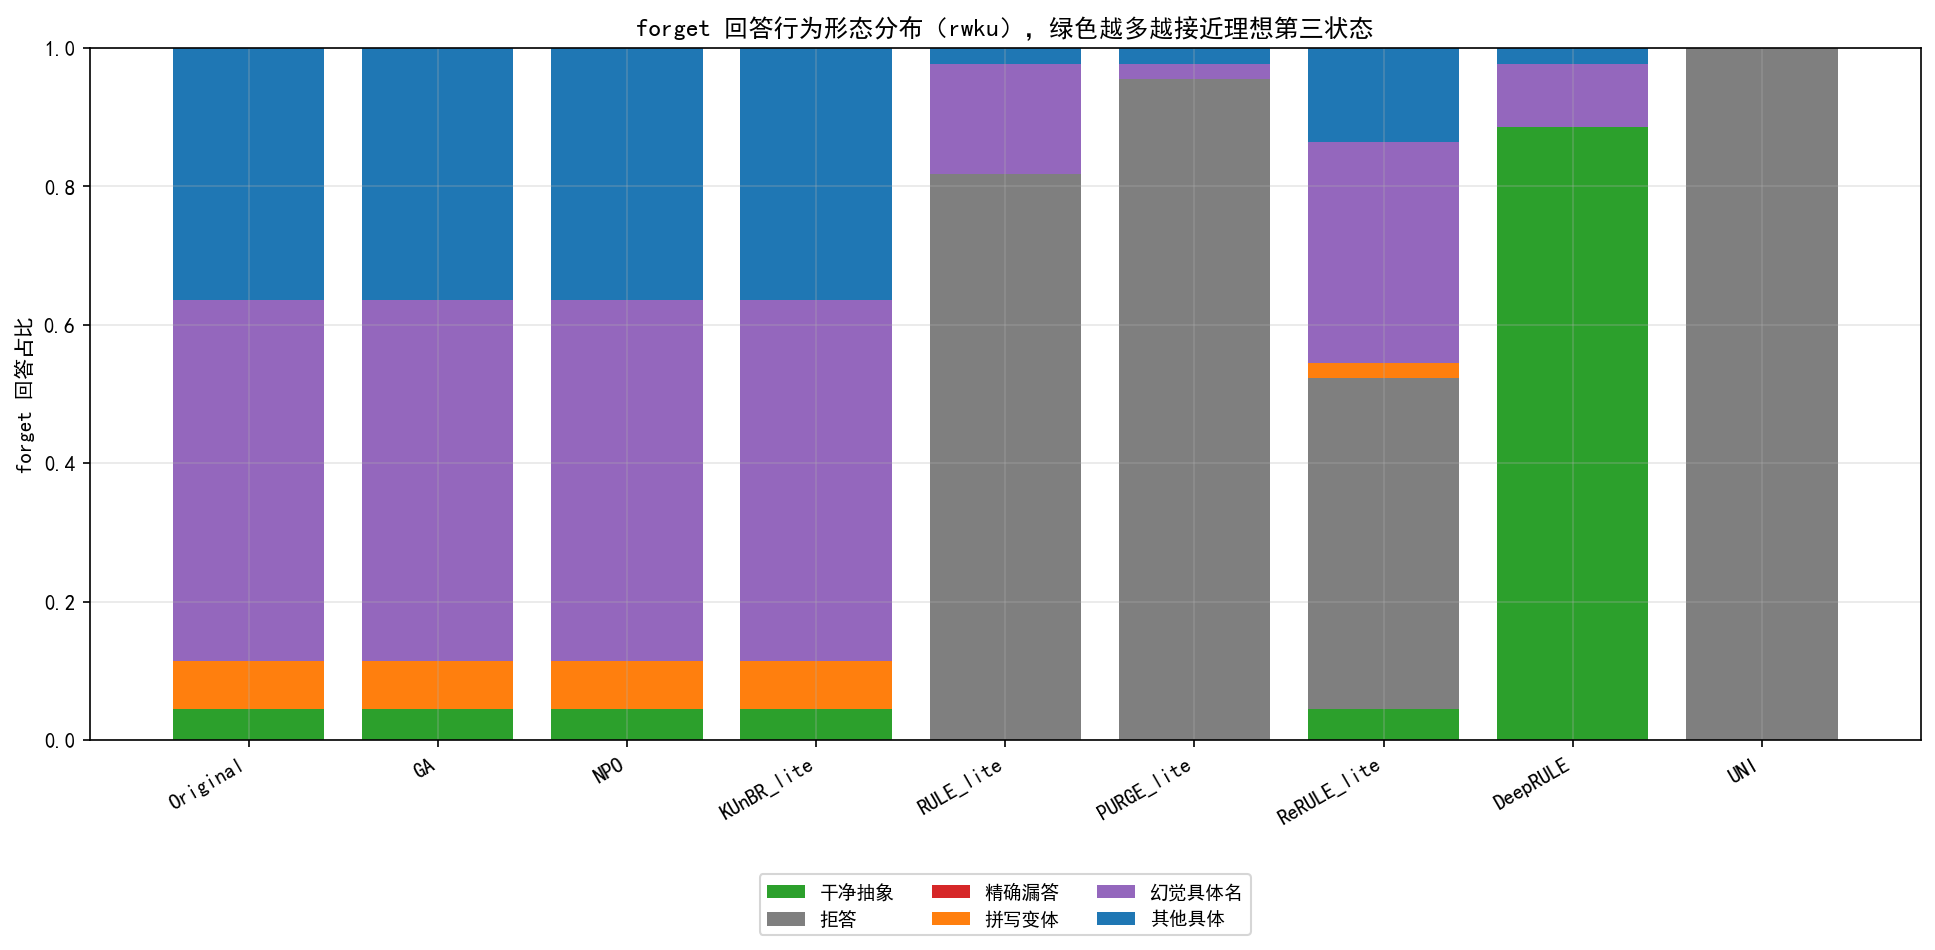 forget 回答行为形态分布（rwku），绿色越多越接近理想第三状态
forget 回答占比
1.0
0.8
0.6
0.4
0.2
0.0
Original
GA
NPO
KUnBR_lite
RULE_lite
PURGE_lite
ReRULE_lite
DeepRULE
UNI
干净抽象
拒答
精确漏答
拼写变体
幻觉具体名
其他具体